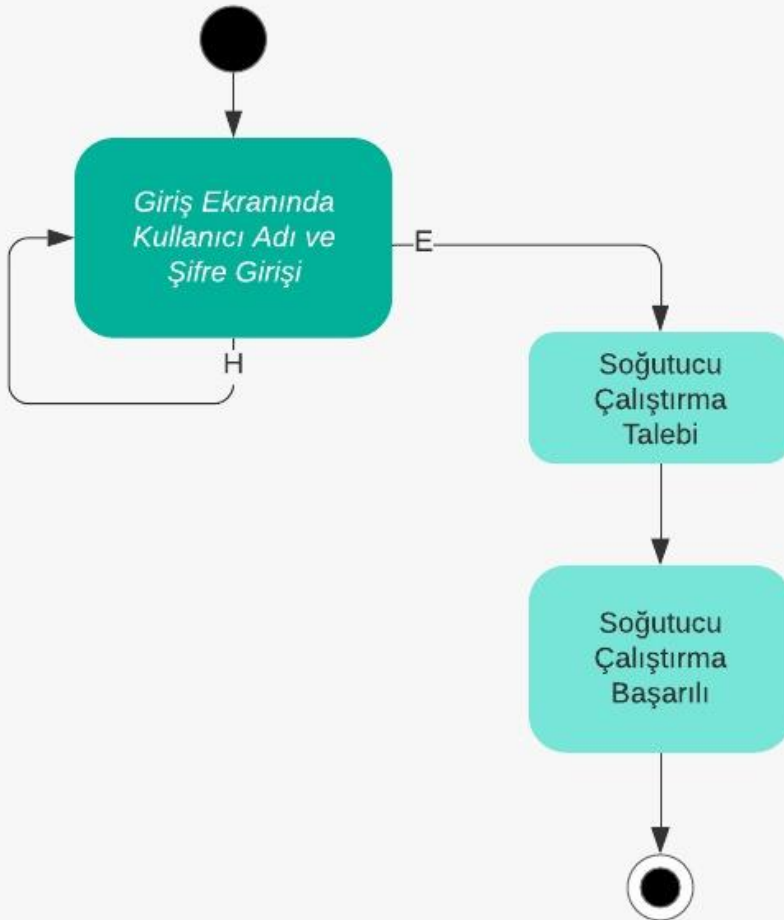 Giriş Ekranında
Kullanıcı Adı ve
Şifre Girişi
E
H
Soğutucu
Çalıştırma
Talebi
Soğutucu
Çalıştırma
Başarılı